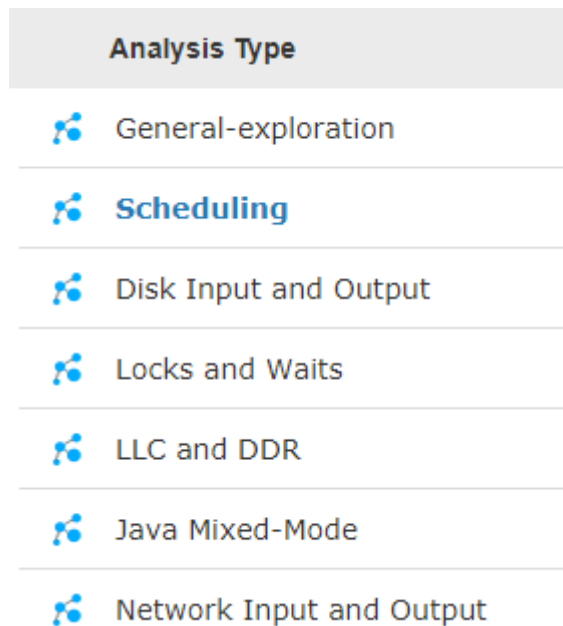 Analysis Type
General-exploration
Scheduling
Disk Input and Output
Locks and Waits
LLC and DDR
Java Mixed-Mode
Network Input and Output